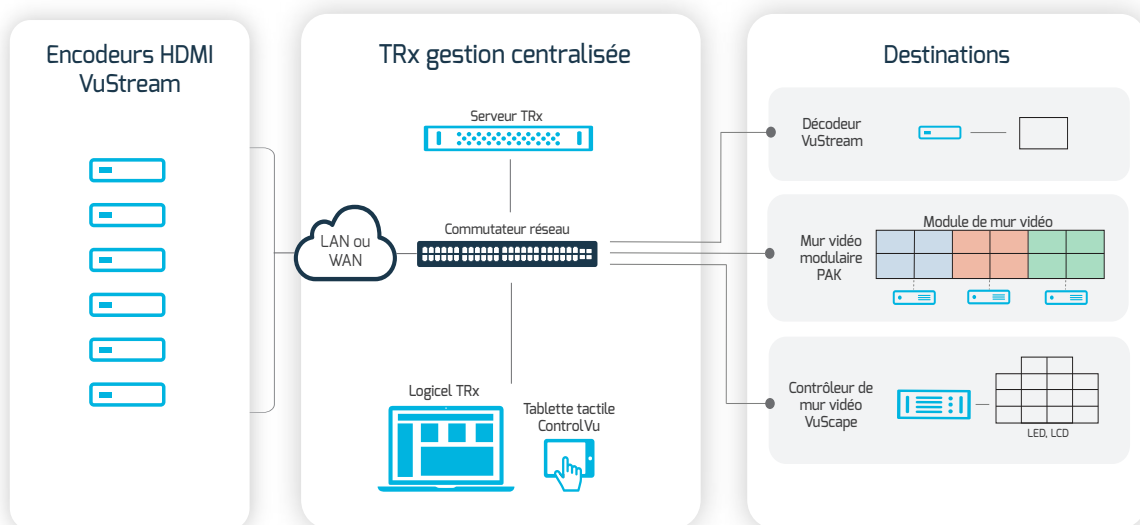 Encodeurs HDMI
VuStream
TRx gestion centralisée
Serveur TRx
LAN ou
WAN
Commutateur réseau
Logiciel TRx
Tablette tactile
ControlVu
Destinations
Décodeur
VuStream
Module de mur vidéo
Mur vidéo
modulaire
PAK
Contrôleur de
mur vidéo
VuScape
LED, LCD